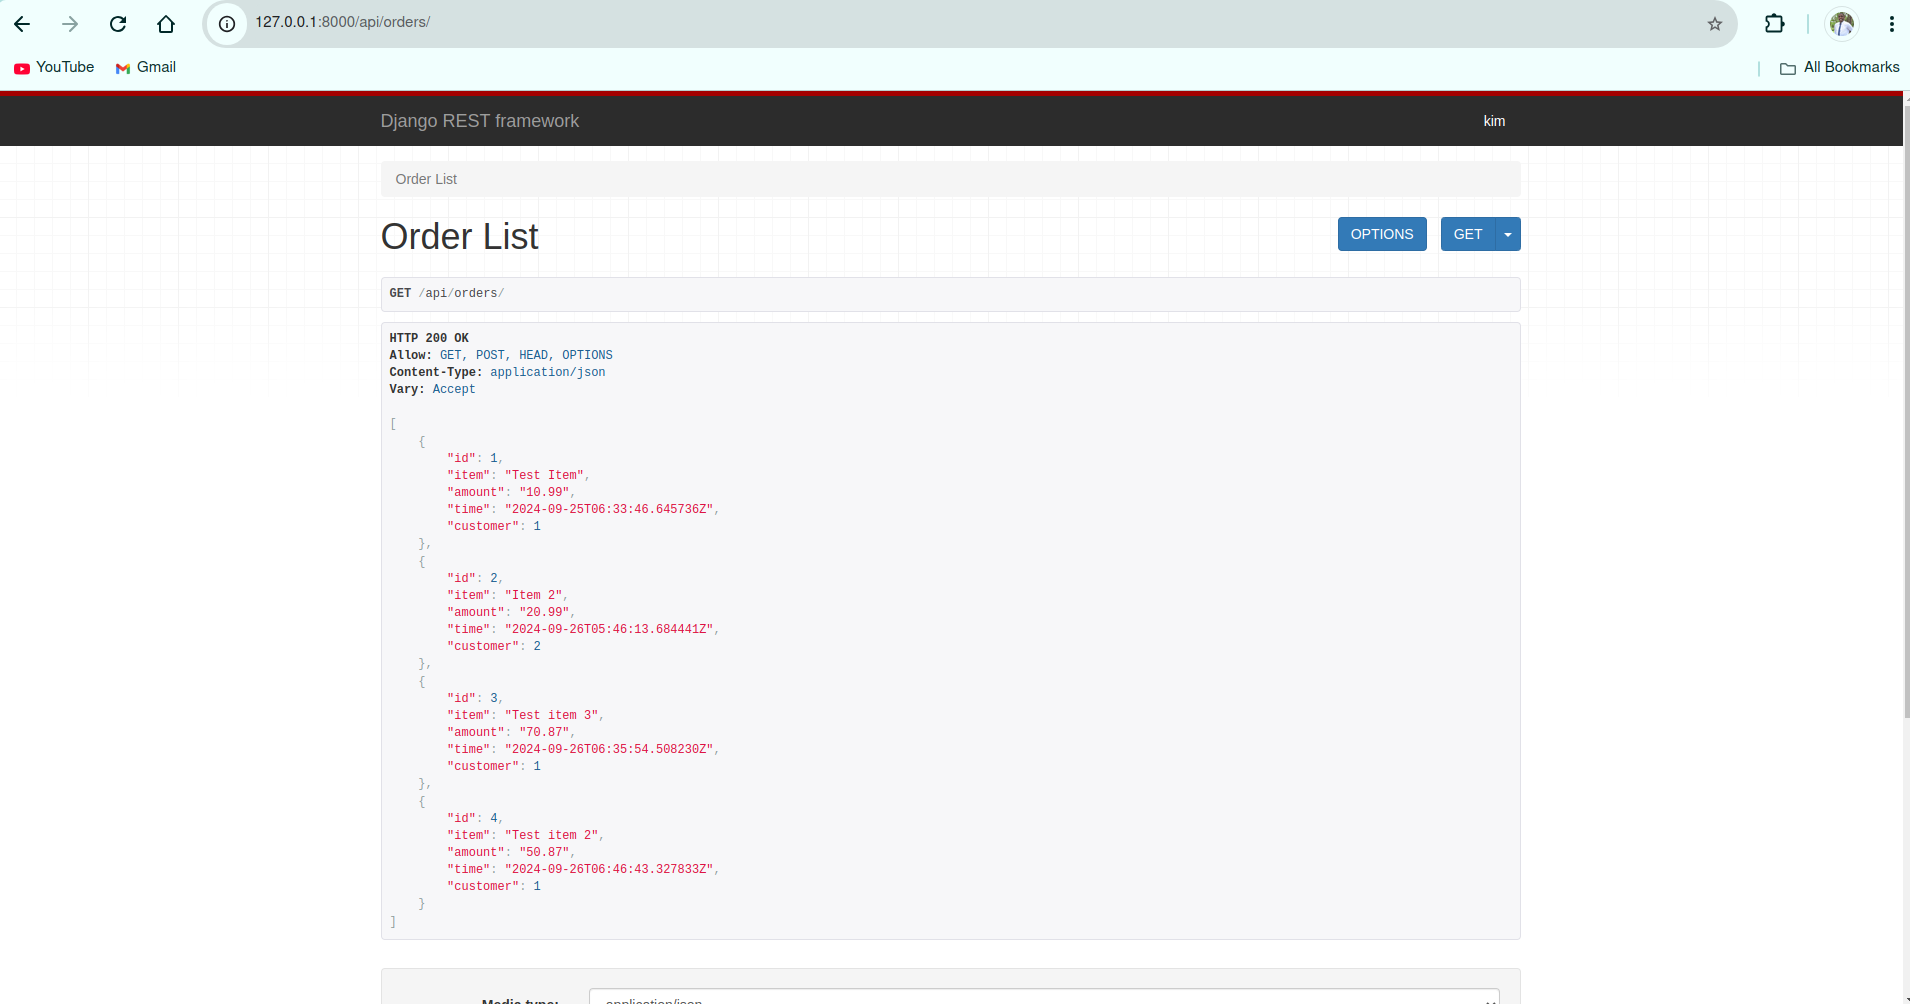 127.0.0.1:8000/api/orders/
YouTube
Gmail
All Bookmarks
Django REST framework
kim
Order List
Order List
OPTIONS
GET
GET /api/orders/
HTTP 200 OK
Allow: GET, POST, HEAD, OPTIONS
Content-Type: application/json
Vary: Accept
[
    {
        "id": 1,
        "item": "Test Item",
        "amount": "10.99",
        "time": "2024-09-25T06:33:46.645736Z",
        "customer": 1
    },
    {
        "id": 2,
        "item": "Item 2",
        "amount": "20.99",
        "time": "2024-09-26T05:46:13.684441Z",
        "customer": 2
    },
    {
        "id": 3,
        "item": "Test item 3",
        "amount": "70.87",
        "time": "2024-09-26T06:35:54.508230Z",
        "customer": 1
    },
    {
        "id": 4,
        "item": "Test item 2",
        "amount": "50.87",
        "time": "2024-09-26T06:46:43.327833Z",
        "customer": 1
    }
]
Media type:
application/json